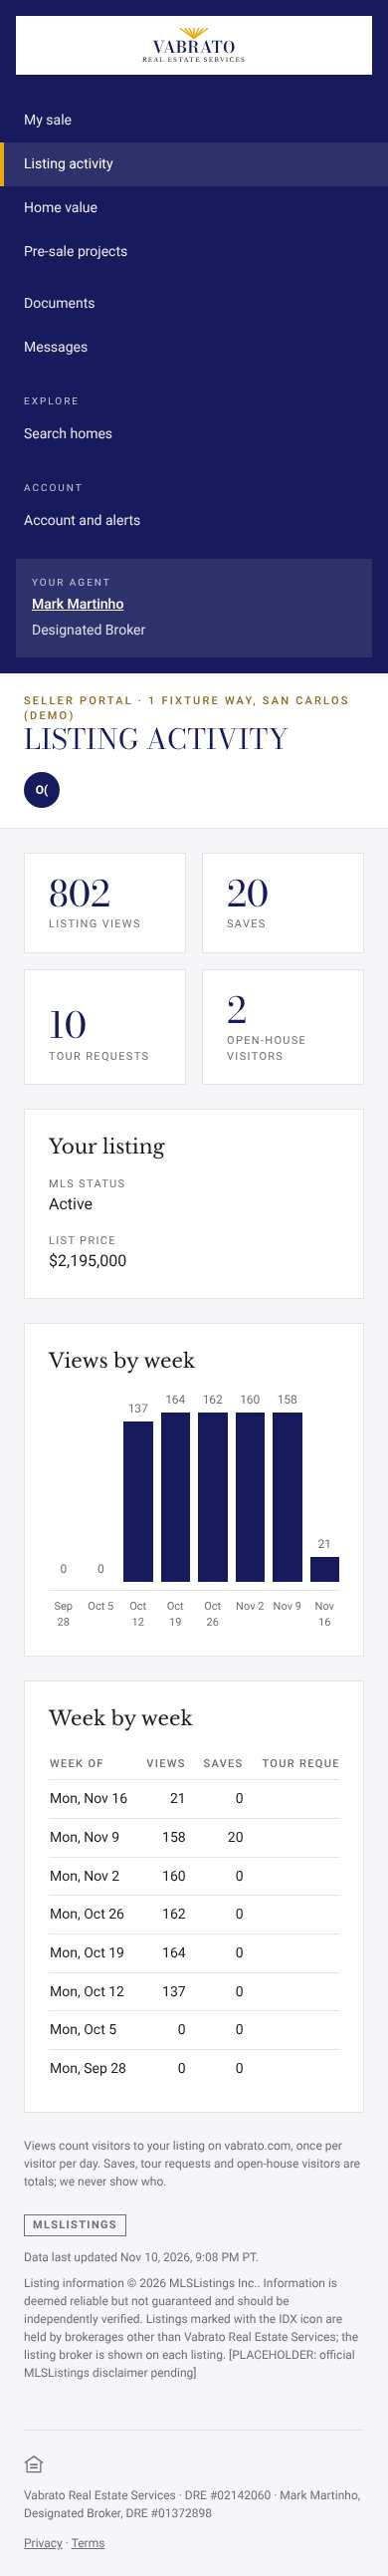 VABRATO
REAL ESTATE SERVICES
My sale
Listing activity
Home value
Pre-sale projects
Documents
Messages
EXPLORE
Search homes
ACCOUNT
Account and alerts
YOUR AGENT
Mark Martinho
Designated Broker
SELLER PORTAL · 1 FIXTURE WAY, SAN CARLOS
(DEMO)
LISTING ACTIVITY
O(
802
LISTING VIEWS
20
SAVES
10
TOUR REQUESTS
2
OPEN-HOUSE
VISITORS
Your listing
MLS STATUS
Active
LIST PRICE
$2,195,000
Views by week
0 0 137 164 162 160 158 21
Sep 28 Oct 5 Oct 12 Oct 19 Oct 26 Nov 2 Nov 9 Nov 16
Week by week
WEEK OF VIEWS SAVES TOUR REQUE
Mon, Nov 16 21 0
Mon, Nov 9 158 20
Mon, Nov 2 160 0
Mon, Oct 26 162 0
Mon, Oct 19 164 0
Mon, Oct 12 137 0
Mon, Oct 5 0 0
Mon, Sep 28 0 0
Views count visitors to your listing on vabrato.com, once per
visitor per day. Saves, tour requests and open-house visitors are
totals; we never show who.
MLSLISTINGS
Data last updated Nov 10, 2026, 9:08 PM PT.
Listing information © 2026 MLSListings Inc.. Information is
deemed reliable but not guaranteed and should be
independently verified. Listings marked with the IDX icon are
held by brokerages other than Vabrato Real Estate Services; the
listing broker is shown on each listing. [PLACEHOLDER: official
MLSListings disclaimer pending]
Vabrato Real Estate Services · DRE #02142060 · Mark Martinho,
Designated Broker, DRE #01372898
Privacy · Terms